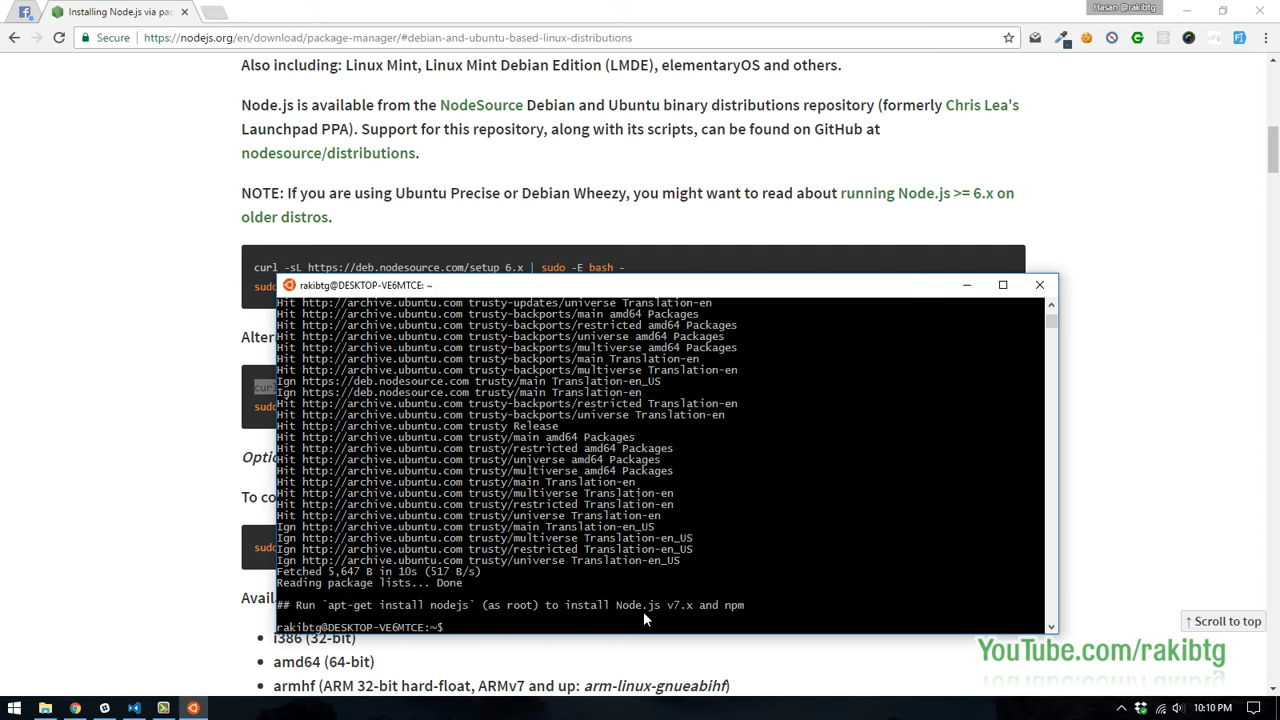 Installing Node.js via pac
Hasan @rakibtg
Secure
https://nodejs.org/en/download/package-manager/#debian-and-ubuntu-based-linux-distributions
Also including: Linux Mint, Linux Mint Debian Edition (LMDE), elementaryOS and others.
Node.js is available from the NodeSource Debian and Ubuntu binary distributions repository (formerly Chris Lea's
Launchpad PPA). Support for this repository, along with its scripts, can be found on GitHub at
nodesource/distributions.
NOTE: If you are using Ubuntu Precise or Debian Wheezy, you might want to read about running Node.js >= 6.x on
older distros.
curl -sL https://deb.nodesource.com/setup_6.x | sudo -E bash -
sudo
rakibtg@DESKTOP-VE6MTCE: ~
Hit http://archive.ubuntu.com trusty-updates/universe Translation-en
Hit http://archive.ubuntu.com trusty-backports/main amd64 Packages
Hit http://archive.ubuntu.com trusty-backports/restricted amd64 Packages
Hit http://archive.ubuntu.com trusty-backports/universe amd64 Packages
Hit http://archive.ubuntu.com trusty-backports/multiverse amd64 Packages
Hit http://archive.ubuntu.com trusty-backports/main Translation-en
Hit http://archive.ubuntu.com trusty-backports/multiverse Translation-en
Ign https://deb.nodesource.com trusty/main Translation-en_US
Ign https://deb.nodesource.com trusty/main Translation-en
Hit http://archive.ubuntu.com trusty-backports/restricted Translation-en
Hit http://archive.ubuntu.com trusty-backports/universe Translation-en
Hit http://archive.ubuntu.com trusty Release
Hit http://archive.ubuntu.com trusty/main amd64 Packages
Hit http://archive.ubuntu.com trusty/restricted amd64 Packages
Hit http://archive.ubuntu.com trusty/universe amd64 Packages
Hit http://archive.ubuntu.com trusty/multiverse amd64 Packages
Hit http://archive.ubuntu.com trusty/main Translation-en
Hit http://archive.ubuntu.com trusty/multiverse Translation-en
Hit http://archive.ubuntu.com trusty/restricted Translation-en
Hit http://archive.ubuntu.com trusty/universe Translation-en
Ign http://archive.ubuntu.com trusty/main Translation-en_US
Ign http://archive.ubuntu.com trusty/multiverse Translation-en_US
Ign http://archive.ubuntu.com trusty/restricted Translation-en_US
Ign http://archive.ubuntu.com trusty/universe Translation-en_US
Fetched 5,647 B in 10s (517 B/s)
Reading package lists... Done
## Run `apt-get install nodejs` (as root) to install Node.js v7.x and npm
rakibtg@DESKTOP-VE6MTCE:~$
Alter
curl
sudo
Optio
To co
sudo
Availa
i386 (32-bit)
amd64 (64-bit)
armhf (ARM 32-bit hard-float, ARMv7 and up: arm-linux-gnueabihf)
↑ Scroll to top
YouTube.com/rakibtg
10:10 PM